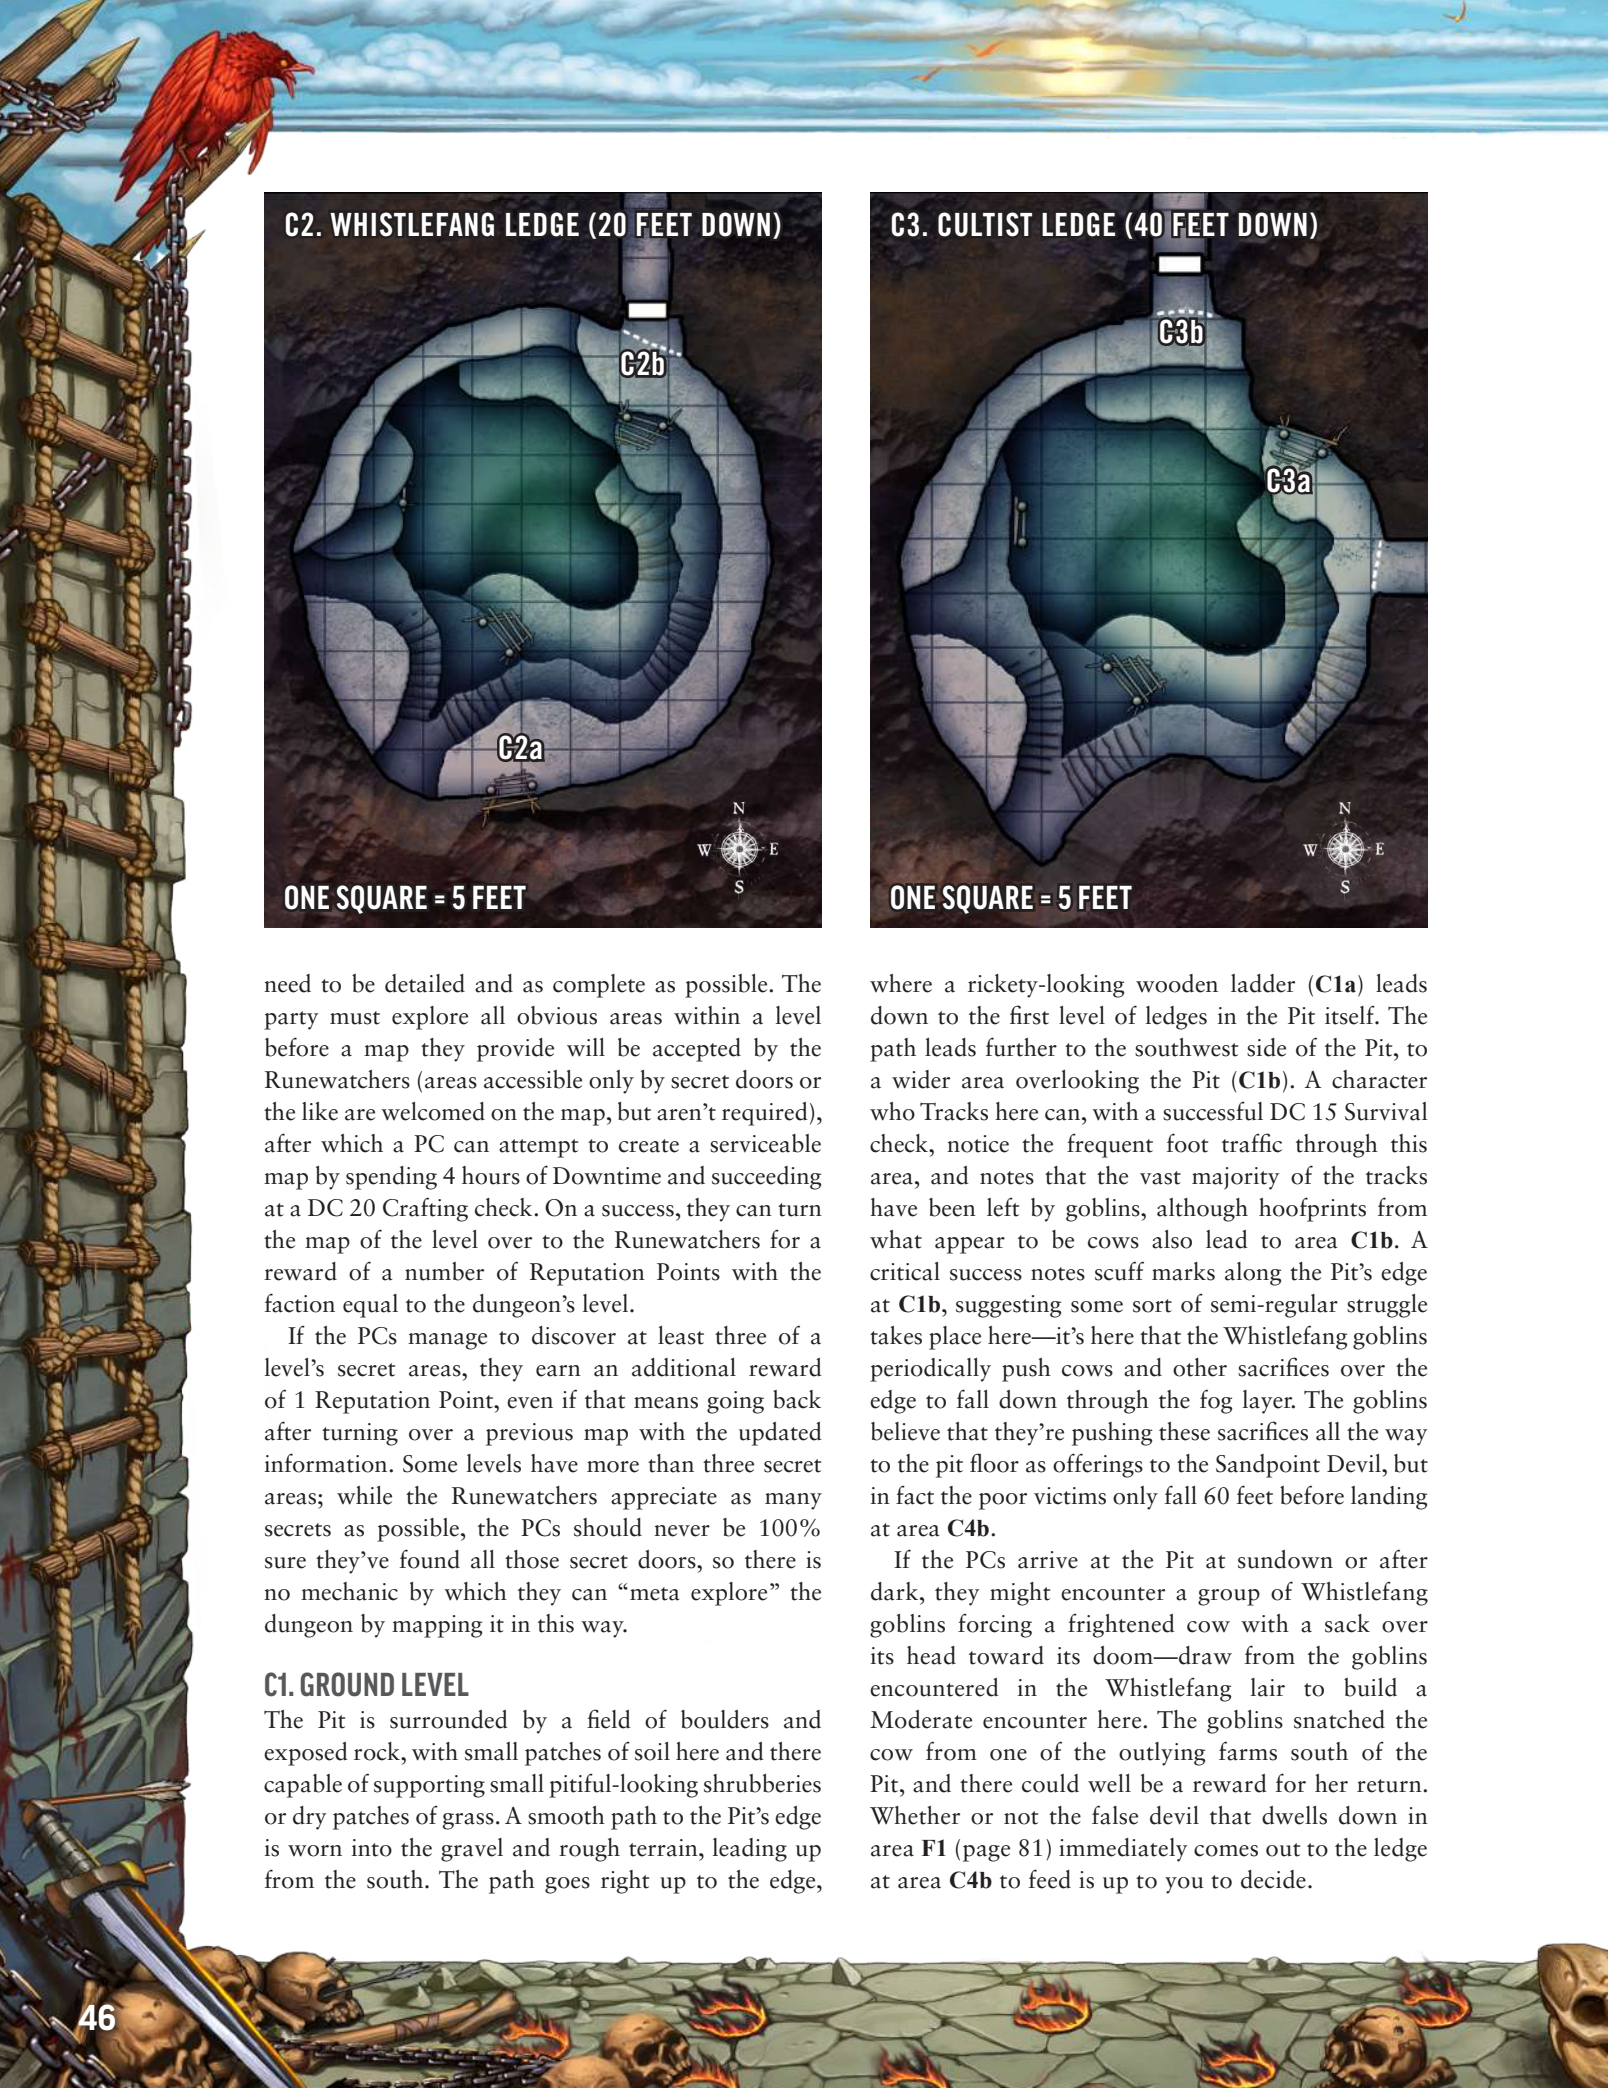 C2. WHISTLEFANG LEDGE (20 FEET DOWN)
C2b
C2a
N
W E
S
ONE SQUARE = 5 FEET
C3. CULTIST LEDGE (40 FEET DOWN)
C3b
C3a
N
W E
S
ONE SQUARE = 5 FEET
need to be detailed and as complete as possible. The
party must explore all obvious areas within a level
before a map they provide will be accepted by the
Runewatchers (areas accessible only by secret doors or
the like are welcomed on the map, but aren’t required),
after which a PC can attempt to create a serviceable
map by spending 4 hours of Downtime and succeeding
at a DC 20 Crafting check. On a success, they can turn
the map of the level over to the Runewatchers for a
reward of a number of Reputation Points with the
faction equal to the dungeon’s level.
If the PCs manage to discover at least three of a
level’s secret areas, they earn an additional reward
of 1 Reputation Point, even if that means going back
after turning over a previous map with the updated
information. Some levels have more than three secret
areas; while the Runewatchers appreciate as many
secrets as possible, the PCs should never be 100%
sure they’ve found all those secret doors, so there is
no mechanic by which they can “meta explore” the
dungeon by mapping it in this way.
C1. GROUND LEVEL
The Pit is surrounded by a field of boulders and
exposed rock, with small patches of soil here and there
capable of supporting small pitiful-looking shrubberies
or dry patches of grass. A smooth path to the Pit’s edge
is worn into the gravel and rough terrain, leading up
from the south. The path goes right up to the edge,
where a rickety-looking wooden ladder (C1a) leads
down to the first level of ledges in the Pit itself. The
path leads further to the southwest side of the Pit, to
a wider area overlooking the Pit (C1b). A character
who Tracks here can, with a successful DC 15 Survival
check, notice the frequent foot traffic through this
area, and notes that the vast majority of the tracks
have been left by goblins, although hoofprints from
what appear to be cows also lead to area C1b. A
critical success notes scuff marks along the Pit’s edge
at C1b, suggesting some sort of semi-regular struggle
takes place here—it’s here that the Whistlefang goblins
periodically push cows and other sacrifices over the
edge to fall down through the fog layer. The goblins
believe that they’re pushing these sacrifices all the way
to the pit floor as offerings to the Sandpoint Devil, but
in fact the poor victims only fall 60 feet before landing
at area C4b.
If the PCs arrive at the Pit at sundown or after
dark, they might encounter a group of Whistlefang
goblins forcing a frightened cow with a sack over
its head toward its doom—draw from the goblins
encountered in the Whistlefang lair to build a
Moderate encounter here. The goblins snatched the
cow from one of the outlying farms south of the
Pit, and there could well be a reward for her return.
Whether or not the false devil that dwells down in
area F1 (page 81) immediately comes out to the ledge
at area C4b to feed is up to you to decide.
46